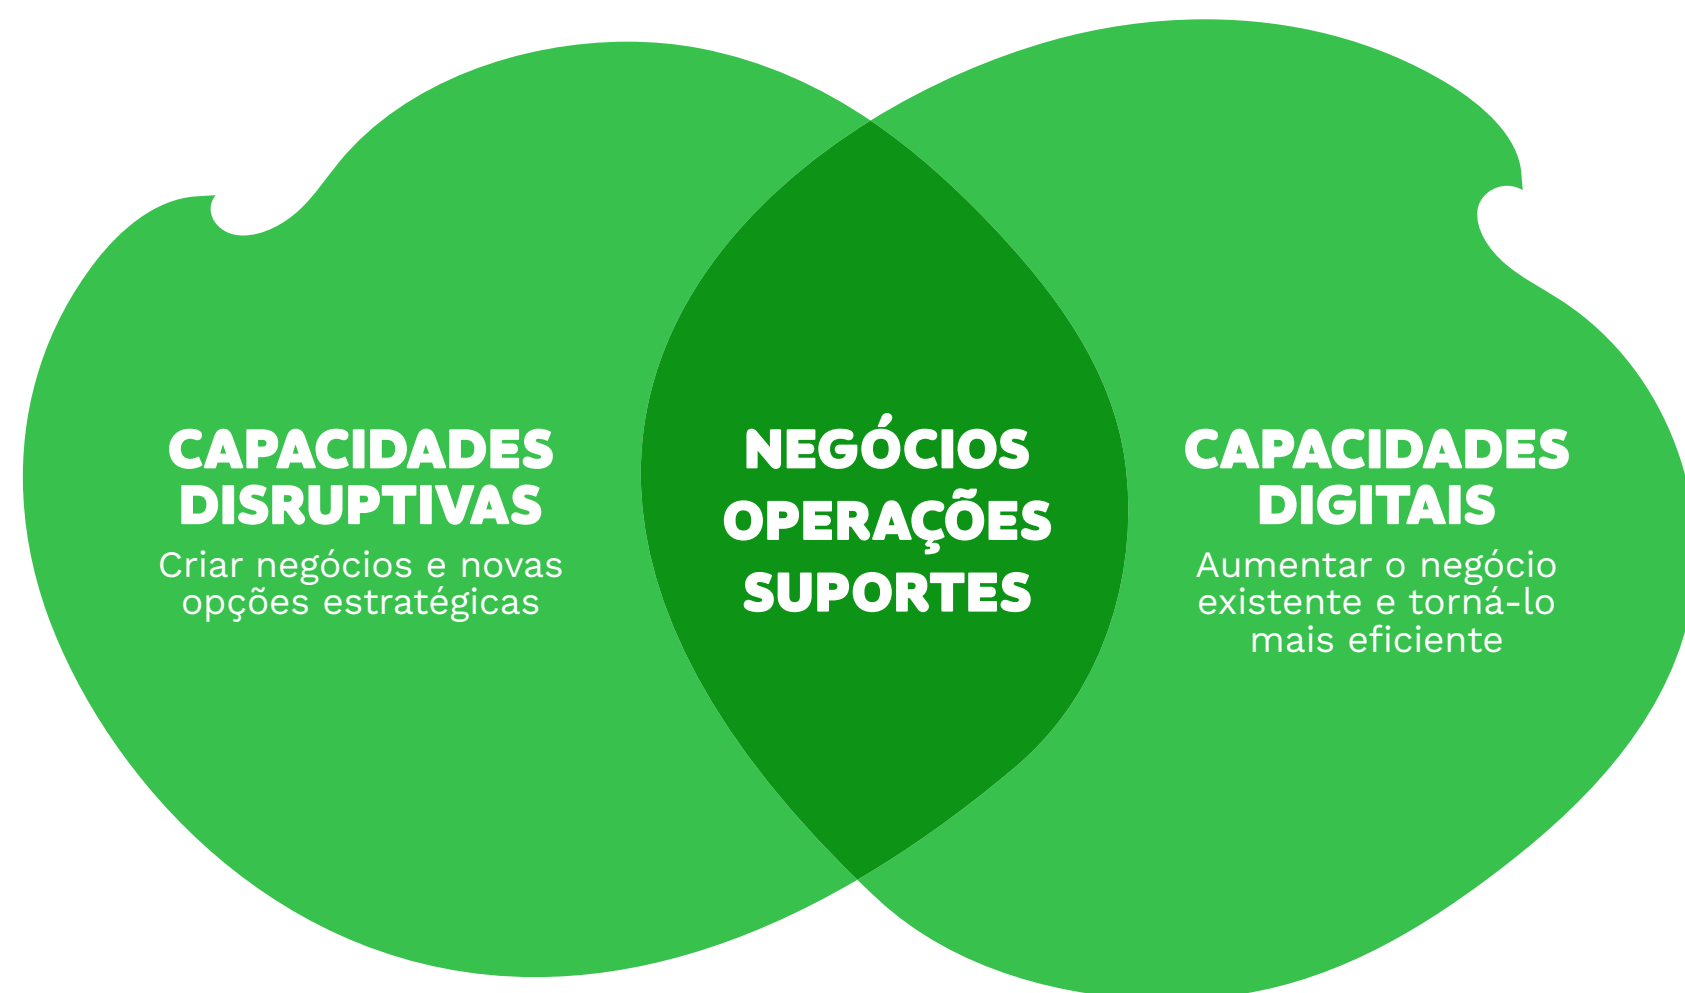 CAPACIDADES
DISRUPTIVAS
Criar negócios e novas
opções estratégicas
NEGÓCIOS
OPERAÇÕES
SUPORTES
CAPACIDADES
DIGITAIS
Aumentar o negócio
existente e torná-lo
mais eficiente